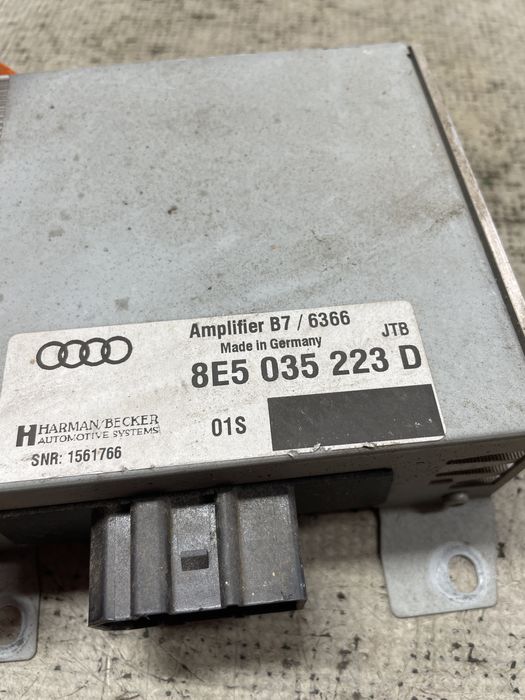 Amplifier B7 / 6366
Made in Germany
JTB
8E5 035 223 D
HARMAN/BECKER
AUTOMOTIVE SYSTEMS
01S
SNR: 1561766